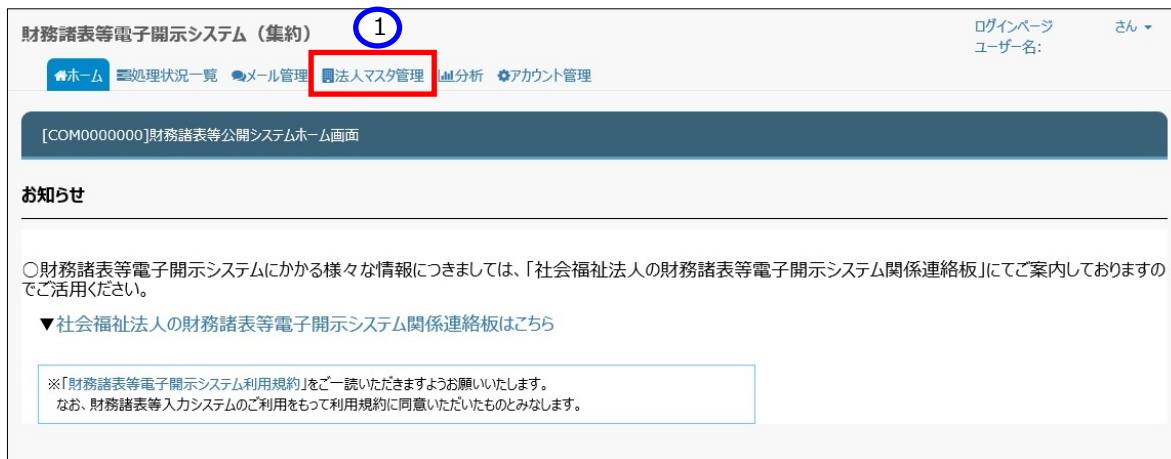 財務諸表等電子開示システム（集約）
①
ログインページ さん
ユーザー名：
ホーム 処理状況一覧 メール管理 法人マスタ管理 分析 アカウント管理
[COM0000000]財務諸表等公開システムホーム画面
お知らせ
○財務諸表等電子開示システムにかかる様々な情報につきましては、「社会福祉法人の財務諸表等電子開示システム関係連絡板」にてご案内しておりますの
でご活用ください。
▼社会福祉法人の財務諸表等電子開示システム関係連絡板はこちら
※「財務諸表等電子開示システム利用規約」をご一読いただきますようお願いいたします。
なお、財務諸表等入力システムのご利用をもって利用規約に同意いただいたものとみなします。